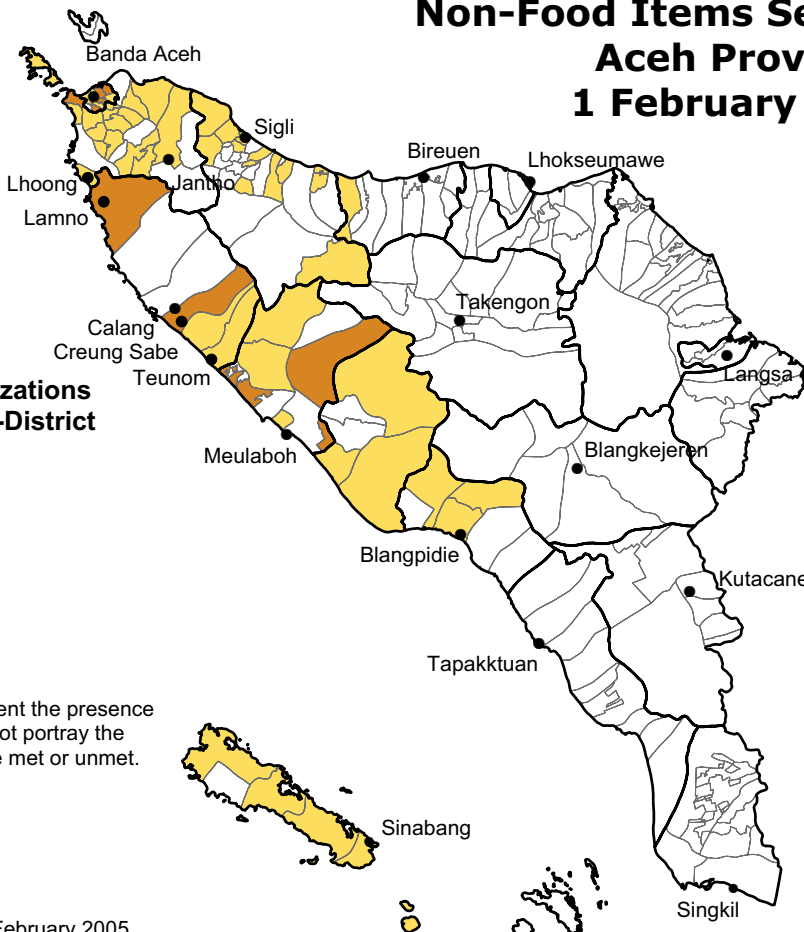 Non-Food Items Se
Aceh Prov
1 February
Banda Aceh
Sigli
Bireuen
Lhokseumawe
Lhoong
Jantho
Lamno
Takengon
Calang
Creung Sabe
Teunom
Langsa
zations
-District
Meulaboh
Blangkejeren
Blangpidie
Kutacane
Tapakktuan
ent the presence
ot portray the
e met or unmet.
Sinabang
Singkil
February 2005